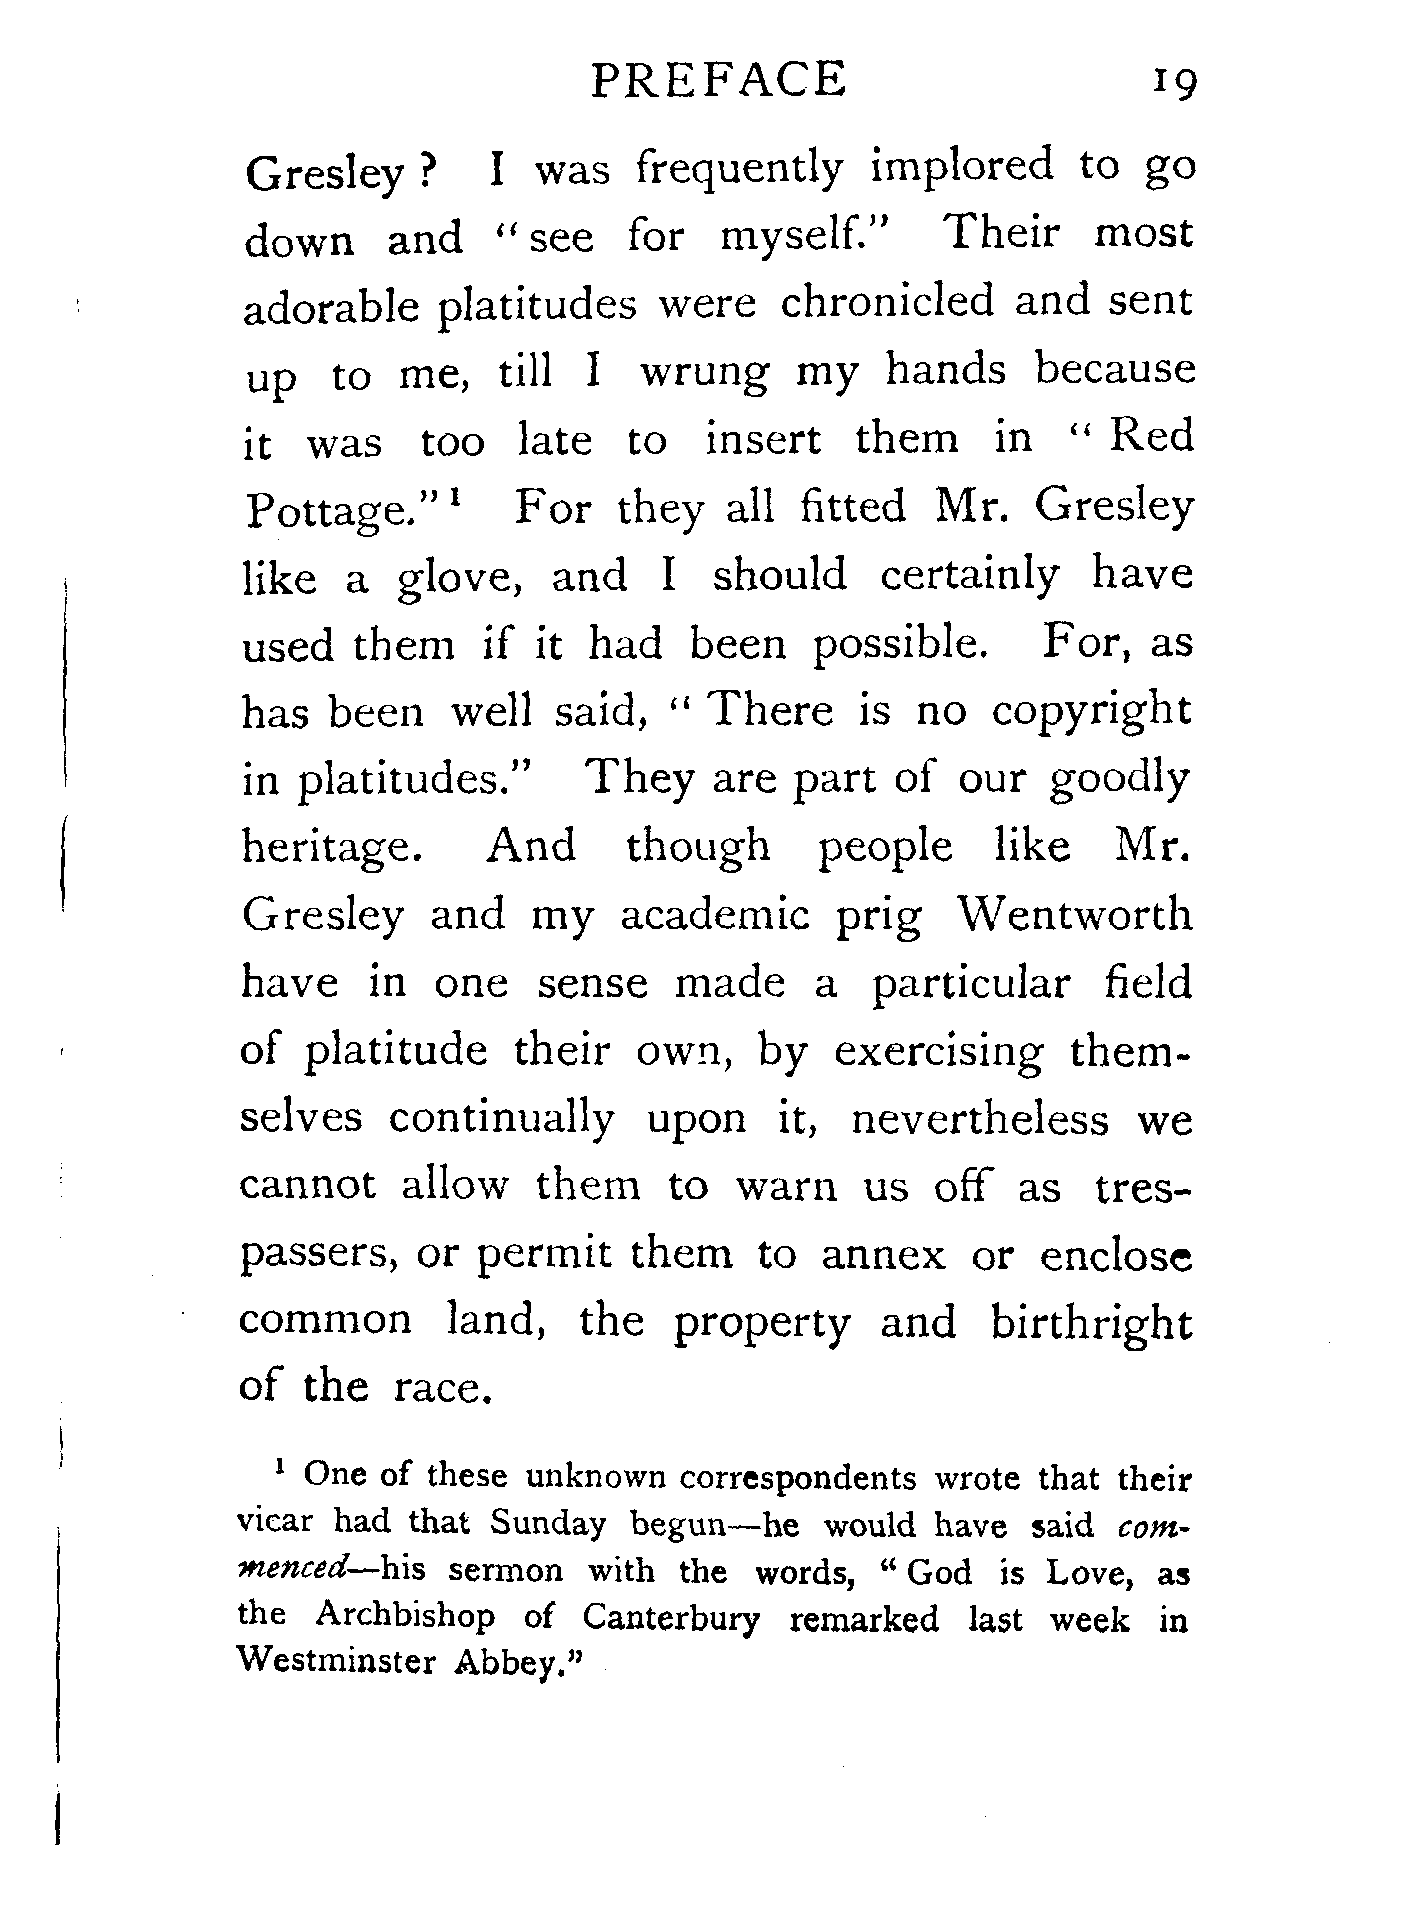 PREFACE 19
Gresley ? I was frequently implored to go
down and “ see for myself.” Their most
adorable platitudes were chronicled and sent
up to me, till I wrung my hands because
it was too late to insert them in “ Red
Pottage.” ¹ For they all fitted Mr. Gresley
like a glove, and I should certainly have
used them if it had been possible. For, as
has been well said, “ There is no copyright
in platitudes.” They are part of our goodly
heritage. And though people like Mr.
Gresley and my academic prig Wentworth
have in one sense made a particular field
of platitude their own, by exercising them-
selves continually upon it, nevertheless we
cannot allow them to warn us off as tres-
passers, or permit them to annex or enclose
common land, the property and birthright
of the race.
¹ One of these unknown correspondents wrote that their
vicar had that Sunday begun—he would have said com-
menced—his sermon with the words, “ God is Love, as
the Archbishop of Canterbury remarked last week in
Westminster Abbey.”